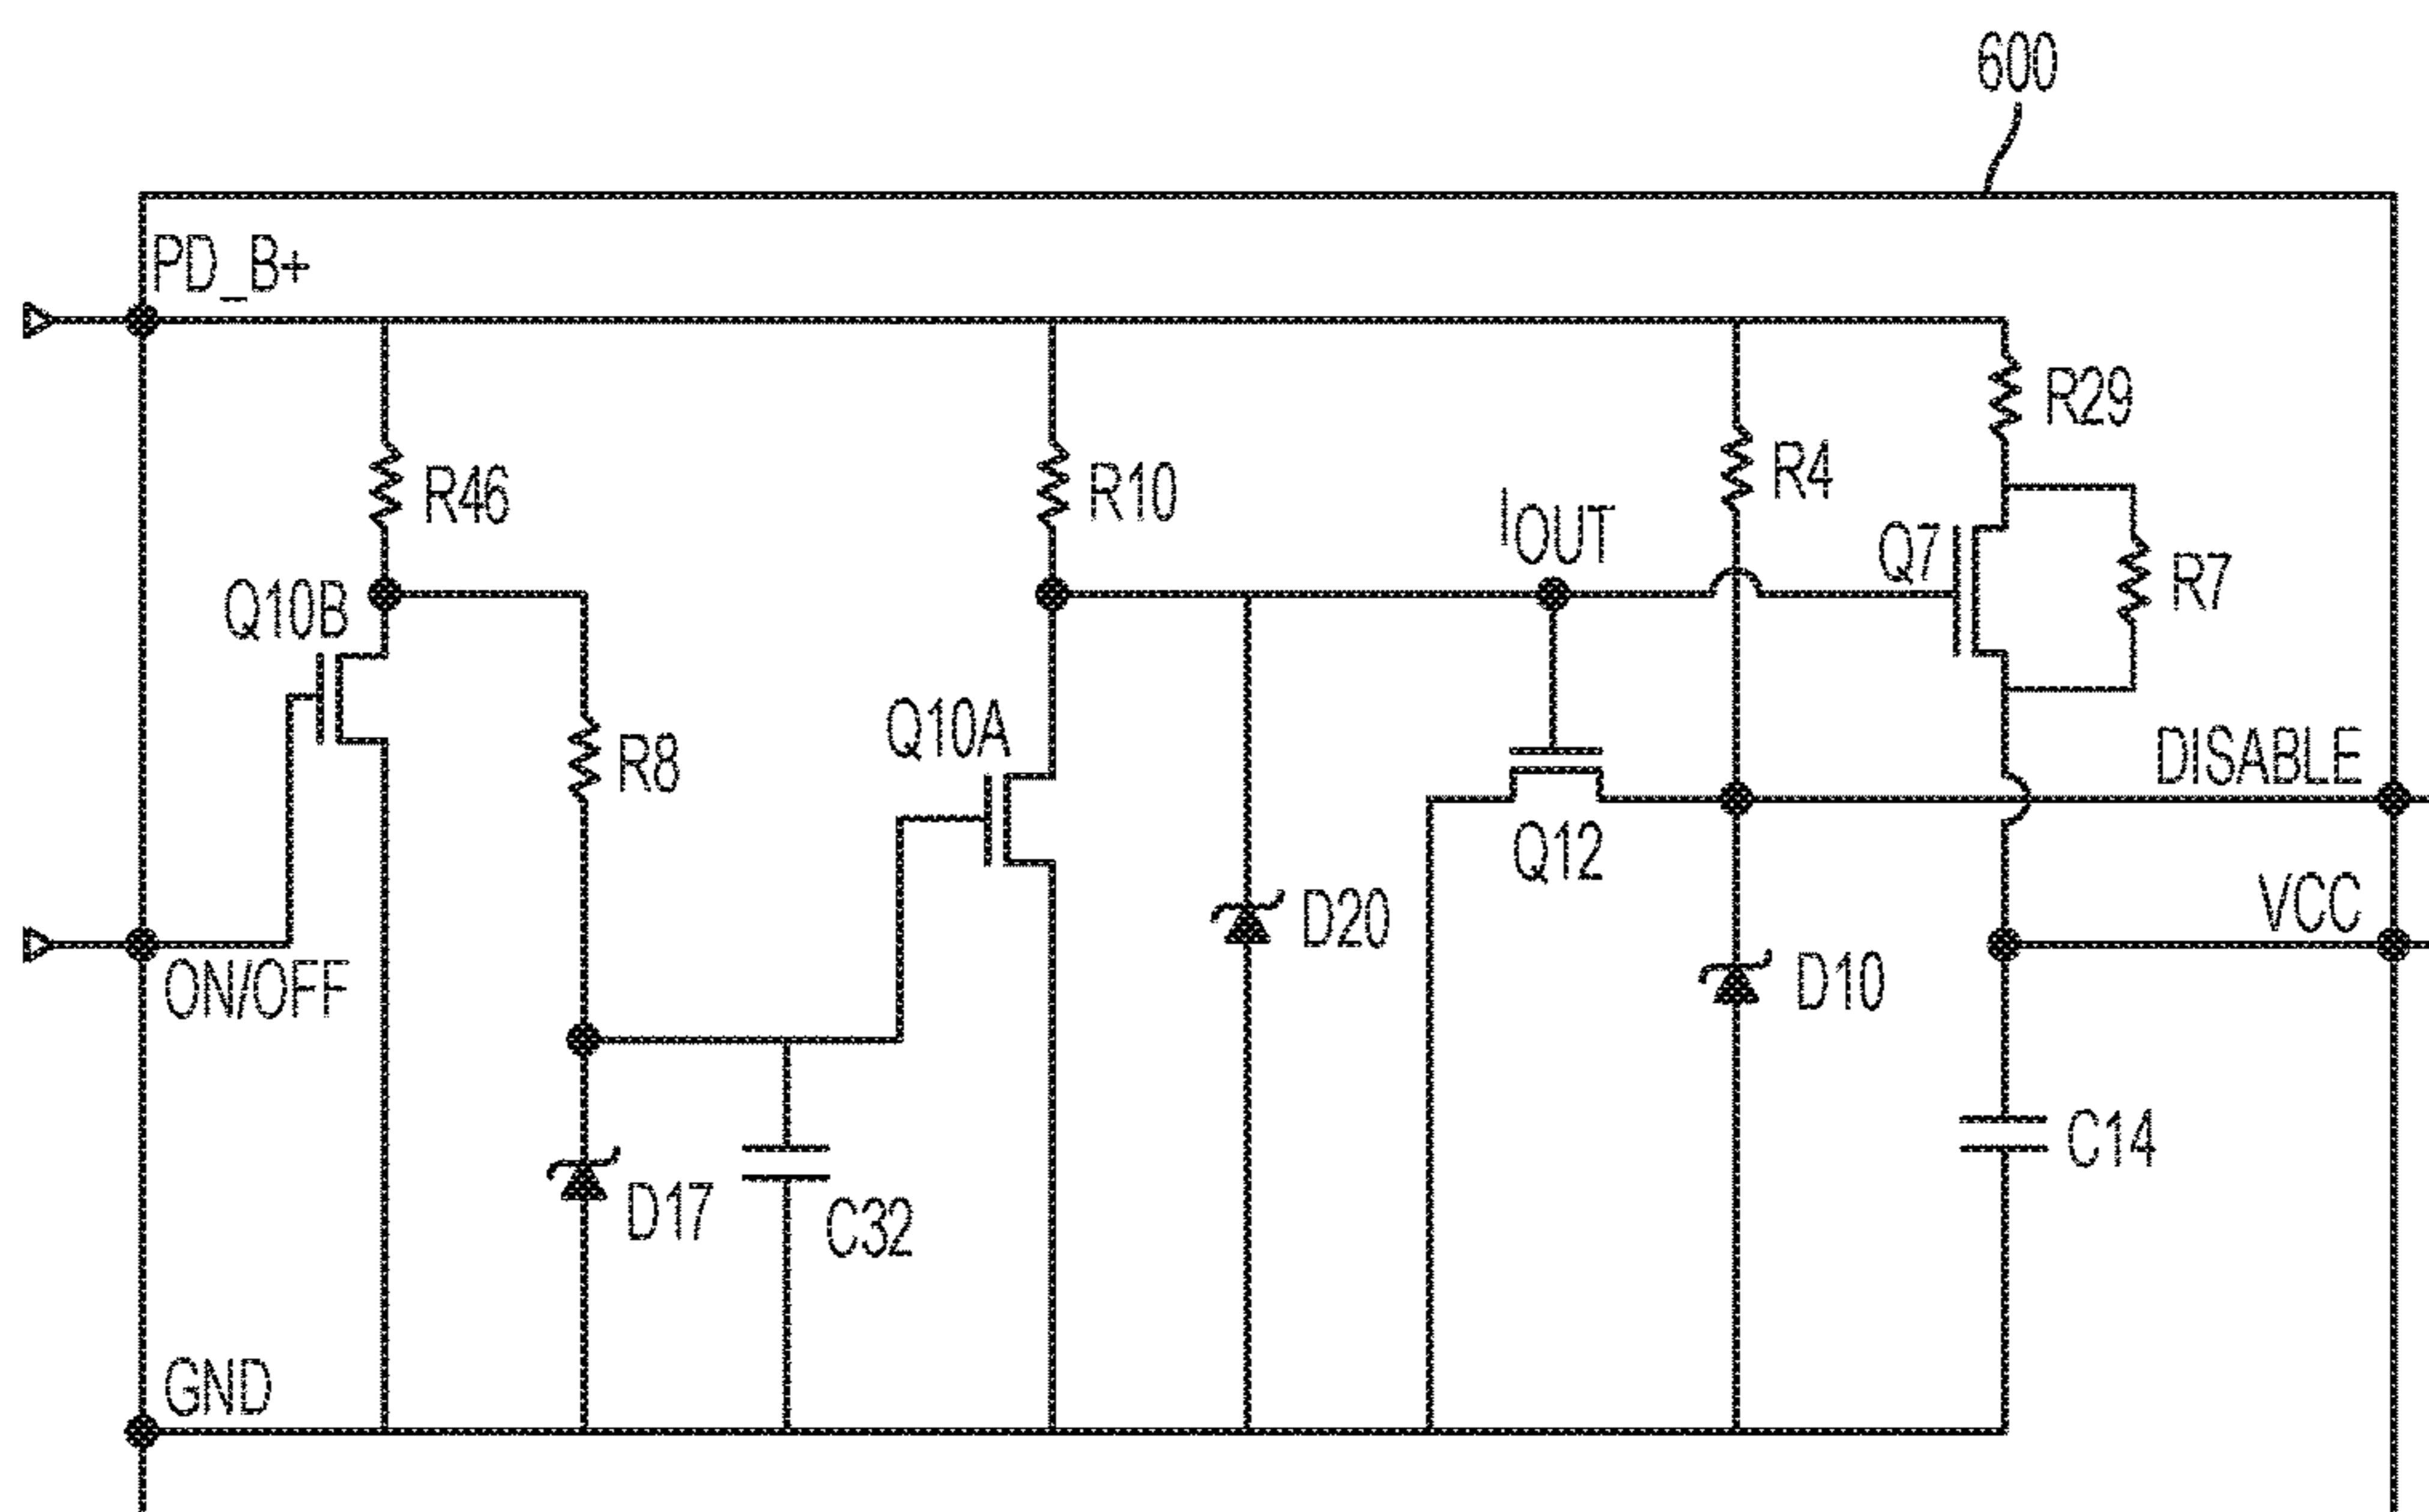 600
PD_B+
R29
R46
R10
R4
IOUT
Q7
R7
Q10B
Q10A
R8
DISABLE
Q12
VCC
D20
D10
ON/OFF
D17
C32
C14
GND